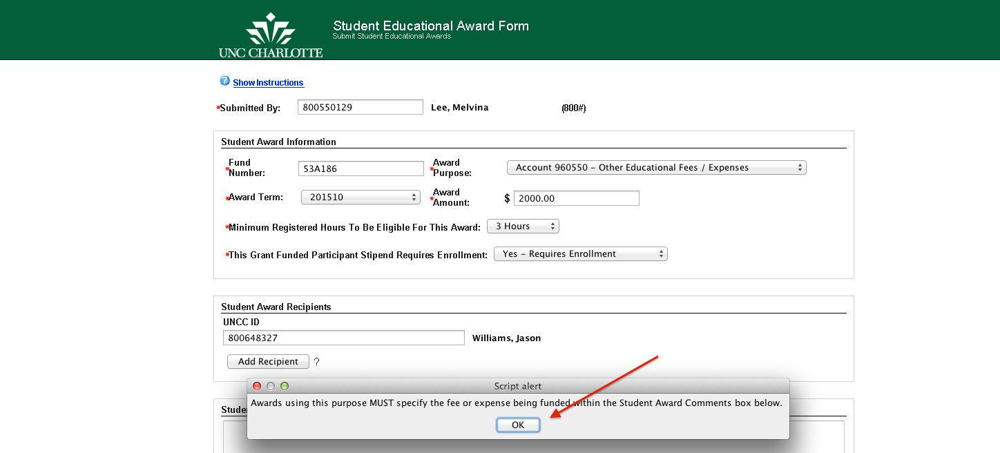 Student Educational Award Form
Submit Student Educational Awards
UNC CHARLOTTE
Show Instructions
*Submitted By: 800550129 Lee, Melvina (800#)
Student Award Information
*Fund Number: 53A186 *Award Purpose: Account 960550 - Other Educational Fees / Expenses
*Award Term: 201510 *Award Amount: $ 2000.00
*Minimum Registered Hours To Be Eligible For This Award: 3 Hours
*This Grant Funded Participant Stipend Requires Enrollment: Yes - Requires Enrollment
Student Award Recipients
UNCC ID
800648327 Williams, Jason
Add Recipient ?
Script alert
Awards using this purpose MUST specify the fee or expense being funded within the Student Award Comments box below.
OK